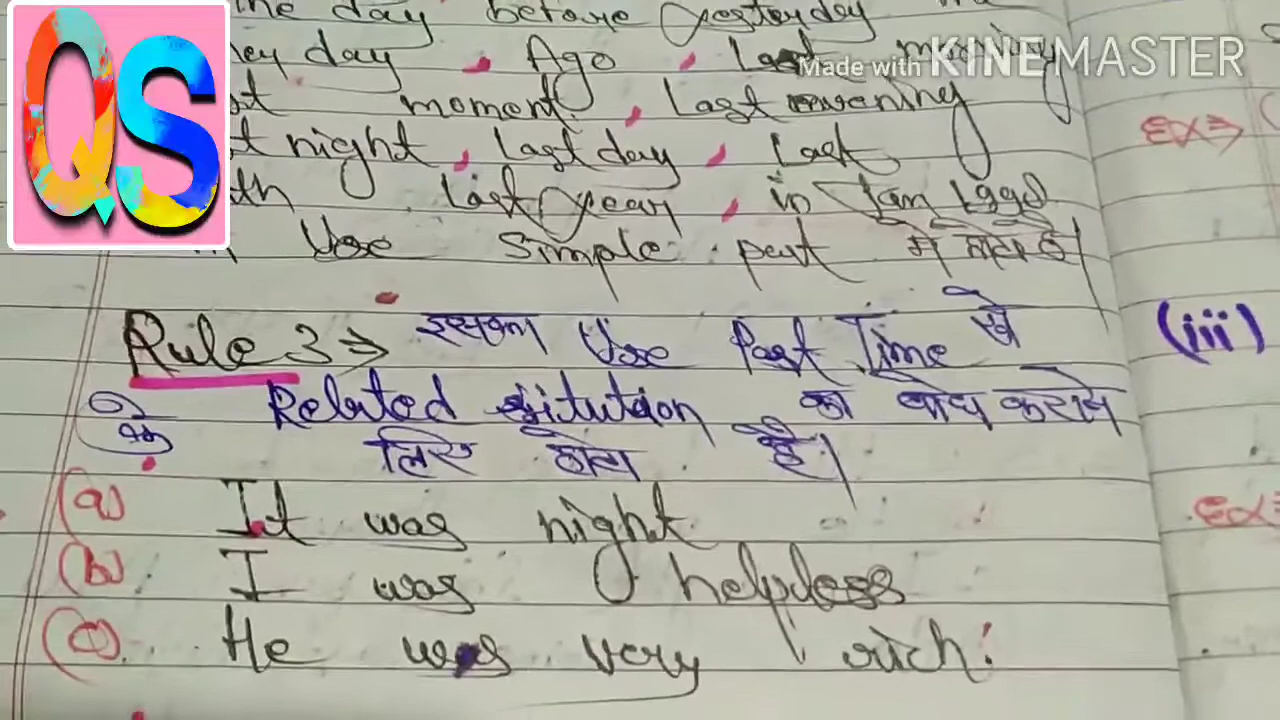 QS
Made with KINEMASTER
the day before yesterday
day , Ago , Last morning
moment , Last evening
night , last day , Last
last year , in Jan 1990
Use Simple past में होता है।
Ex⇒
Rule 3 ⇒ इसका Use Past Time से
Related situtaion का बोध कराने
के लिए होता है।
(iii)
(a) It was night
(b) I was helpless
Ex⇒
(c) He was very rich.